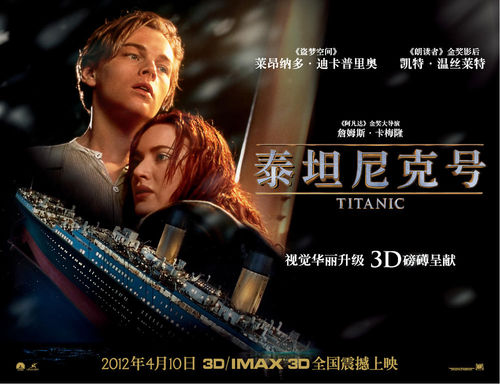 《盗梦空间》
莱昂纳多·迪卡普里奥
《朗读者》金奖影后
凯特·温丝莱特
《阿凡达》金奖大导演
詹姆斯·卡梅隆
泰坦尼克号
TITANIC
视觉华丽升级 3D磅礴呈献
2012年4月10日 3D/IMAX 3D 全国震撼上映